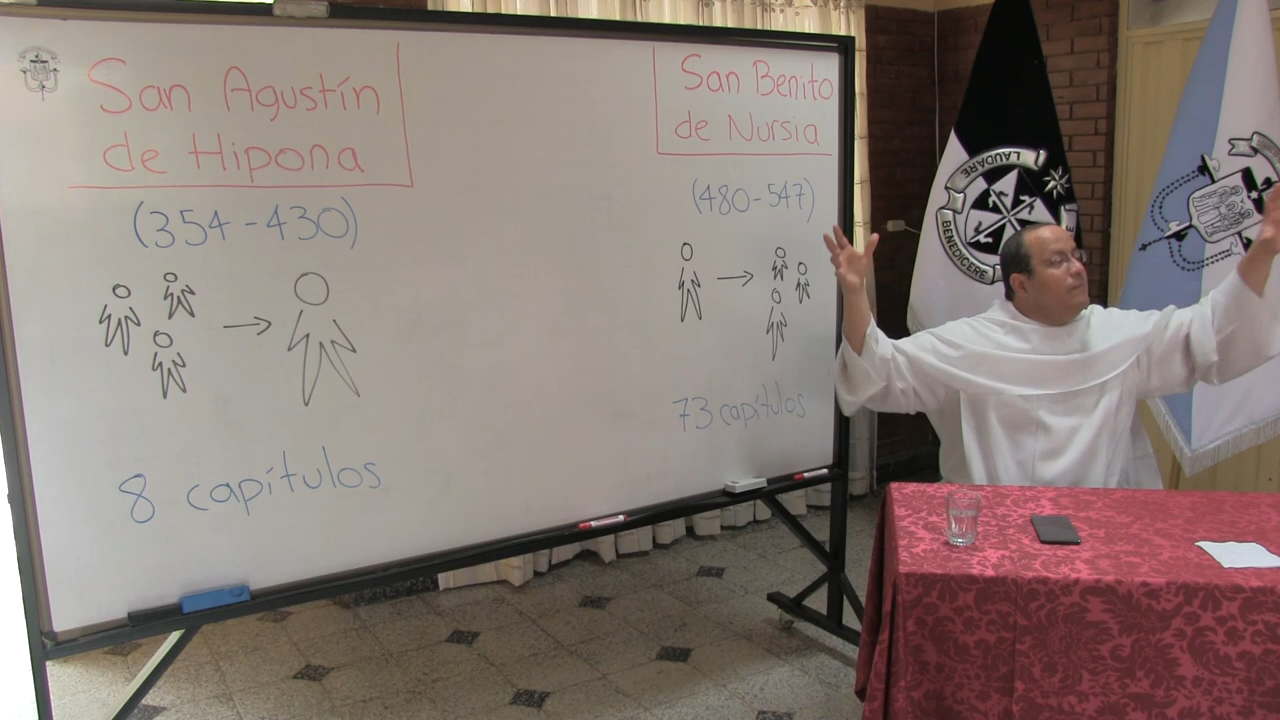 San Agustín
de Hipona
(354-430)
8 capítulos
San Benito
de Nursia
(480-547)
73 capítulos
LAUDARE
BENEDICERE